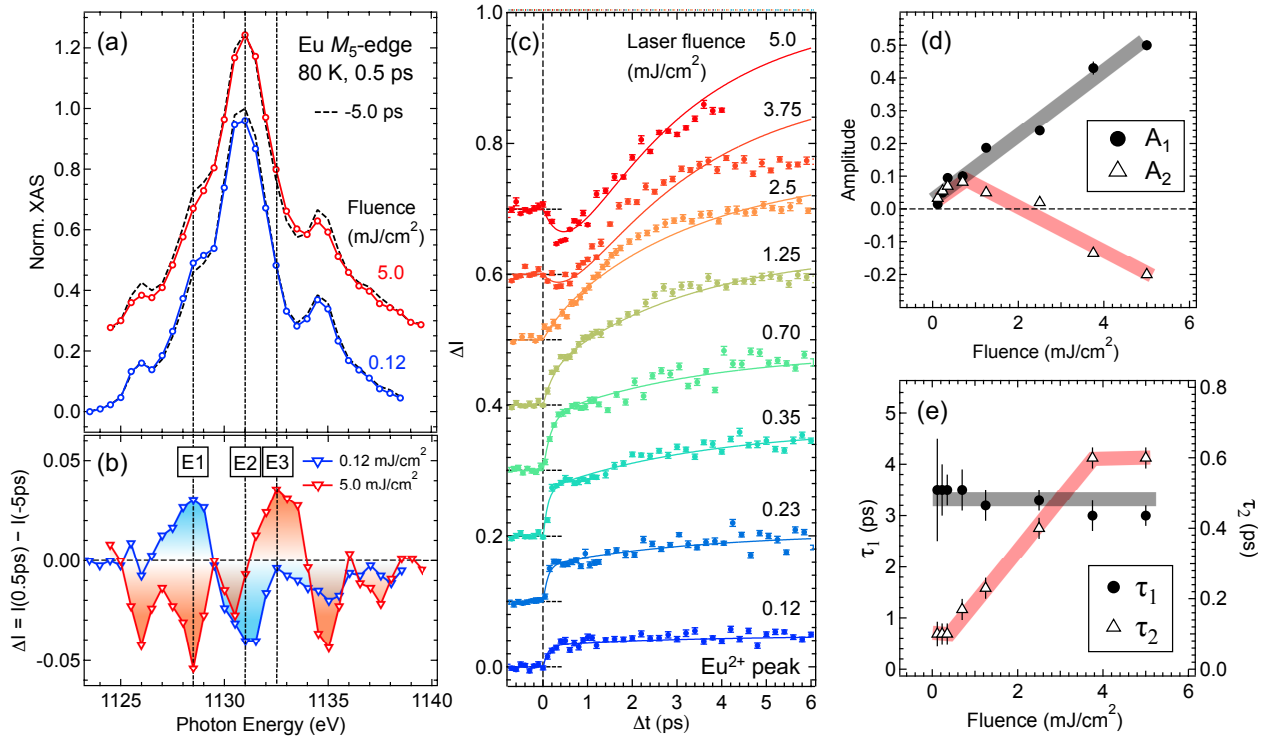 (a)
Eu M5-edge
80 K, 0.5 ps
-5.0 ps
Fluence
(mJ/cm2)
5.0
0.12
Norm. XAS
1.2
1.0
0.8
0.6
0.4
0.2
0.0
(b)
E1
E2
E3
0.12 mJ/cm2
5.0 mJ/cm2
ΔI = I(0.5ps) − I(-5ps)
0.05
0.00
-0.05
1125
1130
1135
1140
Photon Energy (eV)
(c)
Laser fluence
(mJ/cm2)
5.0
3.75
2.5
1.25
0.70
0.35
0.23
0.12
Eu2+ peak
ΔI
1.0
0.8
0.6
0.4
0.2
0.0
0
1
2
3
4
5
6
Δt (ps)
(d)
A1
A2
Amplitude
0.5
0.4
0.3
0.2
0.1
0.0
-0.1
-0.2
0
2
4
6
Fluence (mJ/cm2)
(e)
τ1
τ2
τ1 (ps)
5
4
3
2
1
0
τ2 (ps)
0.8
0.6
0.4
0.2
0.0
0
2
4
6
Fluence (mJ/cm2)